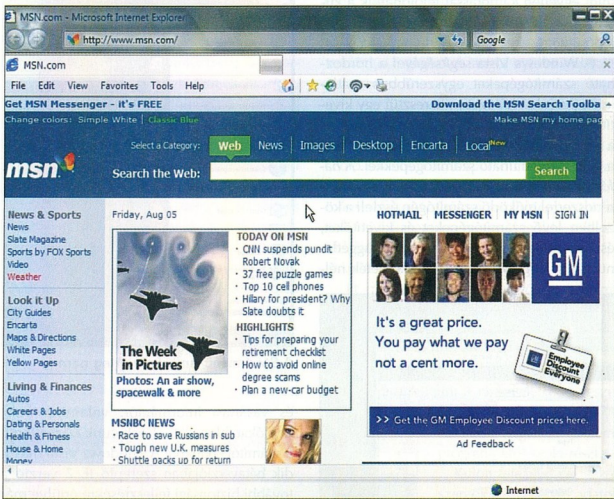 MSN.com - Microsoft Internet Explorer
http://www.msn.com/
Google
MSN.com
File Edit View Favorites Tools Help
Get MSN Messenger - it's FREE
Download the MSN Search Toolba
Change colors: Simple White | Classic Blue
Make MSN my home pag
Select a Category: Web News Images Desktop Encarta Local New
msn
Search the Web: Search
News & Sports
News
Slate Magazine
Sports by FOX Sports
Video
Weather
Look it Up
City Guides
Encarta
Maps & Directions
White Pages
Yellow Pages
Living & Finances
Autos
Careers & Jobs
Dating & Personals
Health & Fitness
House & Home
Money
Friday, Aug 05
The Week
in Pictures
Photos: An air show,
spacewalk & more
TODAY ON MSN
· CNN suspends pundit
Robert Novak
· 37 free puzzle games
· Top 10 cell phones
· Hillary for president? Why
Slate doubts it
HIGHLIGHTS
· Tips for preparing your
retirement checklist
· How to avoid online
degree scams
· Plan a new-car budget
MSNBC NEWS
· Race to save Russians in sub
· Tough new U.K. measures
· Shuttle packs up for return
HOTMAIL MESSENGER MY MSN SIGN IN
GM
It's a great price.
You pay what we pay
not a cent more.
Employee
Discount
Everyone
>> Get the GM Employee Discount prices here.
Ad Feedback
Internet